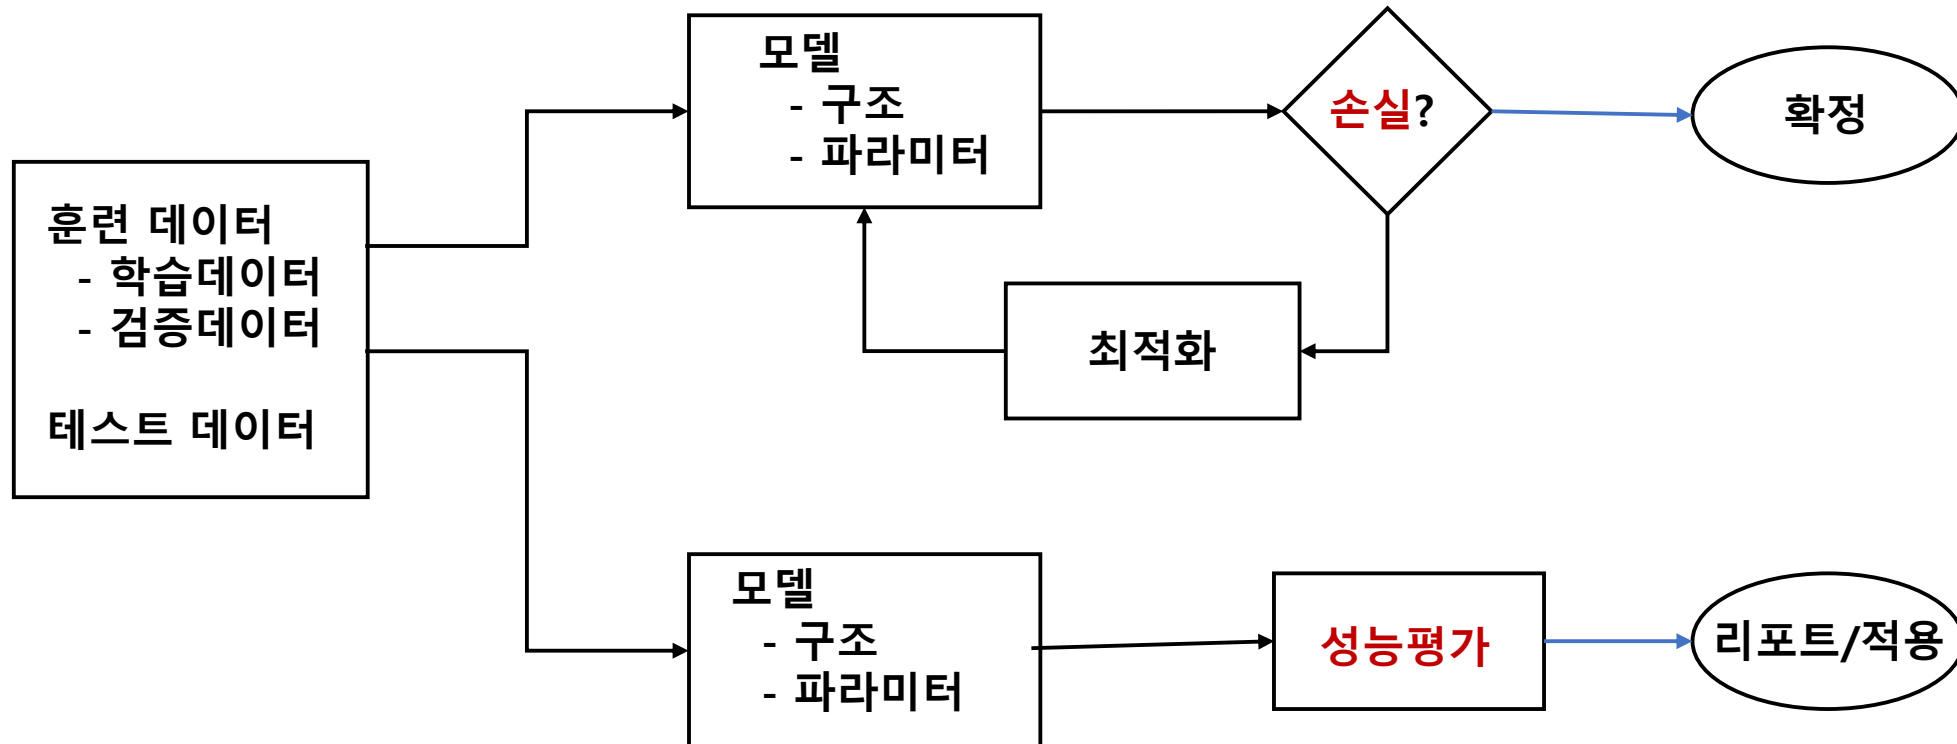 훈련 데이터
- 학습데이터
- 검증데이터
테스트 데이터
모델
- 구조
- 파라미터
손실?
확정
최적화
모델
- 구조
- 파라미터
성능평가
리포트/적용